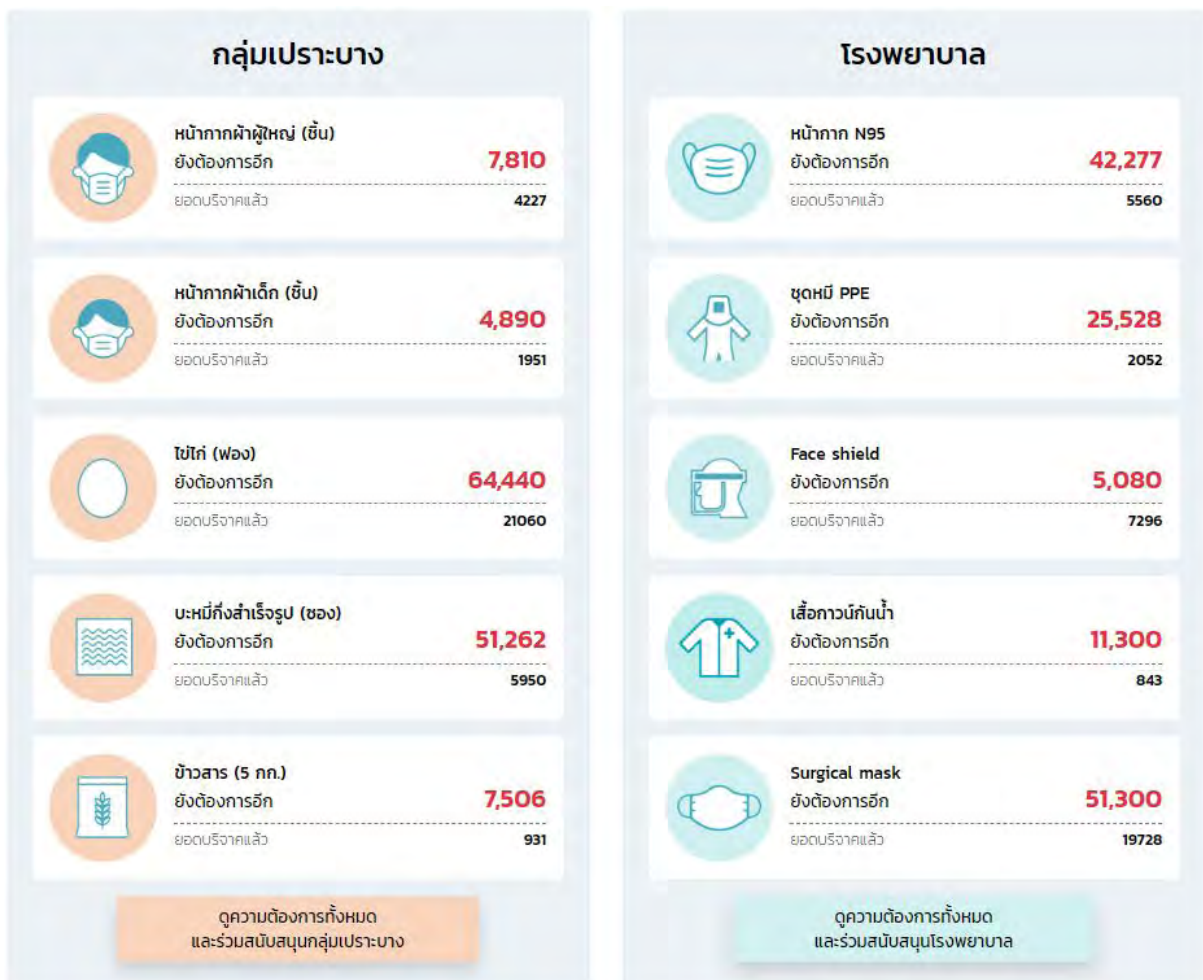 กลุ่มเปราะบาง
หน้ากากผ้าผู้ใหญ่ (ชิ้น)
ยังต้องการอีก 7,810
ยอดบริจาคแล้ว 4227
หน้ากากผ้าเด็ก (ชิ้น)
ยังต้องการอีก 4,890
ยอดบริจาคแล้ว 1951
ไข่ไก่ (ฟอง)
ยังต้องการอีก 64,440
ยอดบริจาคแล้ว 21060
บะหมี่กึ่งสำเร็จรูป (ซอง)
ยังต้องการอีก 51,262
ยอดบริจาคแล้ว 5950
ข้าวสาร (5 กก.)
ยังต้องการอีก 7,506
ยอดบริจาคแล้ว 931
ดูความต้องการทั้งหมด
และร่วมสนับสนุนกลุ่มเปราะบาง
โรงพยาบาล
หน้ากาก N95
ยังต้องการอีก 42,277
ยอดบริจาคแล้ว 5560
ชุดหมี PPE
ยังต้องการอีก 25,528
ยอดบริจาคแล้ว 2052
Face shield
ยังต้องการอีก 5,080
ยอดบริจาคแล้ว 7296
เสื้อกาวน์กันน้ำ
ยังต้องการอีก 11,300
ยอดบริจาคแล้ว 843
Surgical mask
ยังต้องการอีก 51,300
ยอดบริจาคแล้ว 19728
ดูความต้องการทั้งหมด
และร่วมสนับสนุนโรงพยาบาล